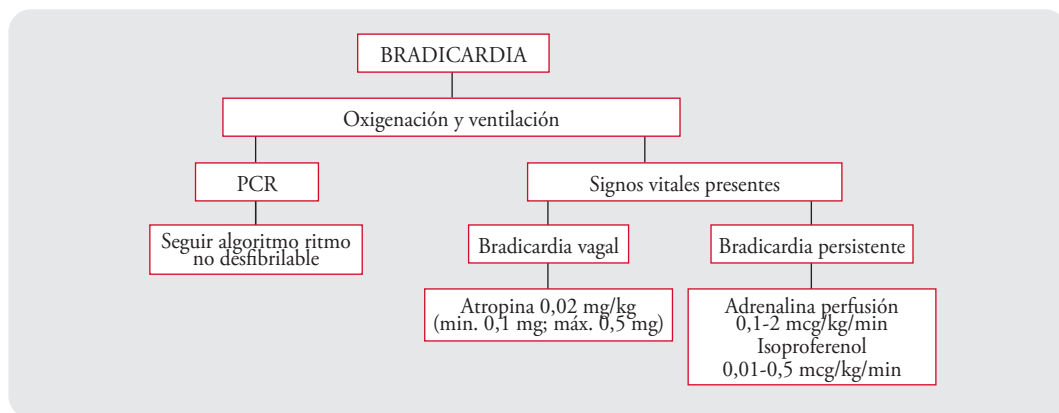 BRADICARDIA
Oxigenación y ventilación
PCR
Signos vitales presentes
Seguir algoritmo ritmo
no desfibrilable
Bradicardia vagal
Bradicardia persistente
Atropina 0,02 mg/kg
(min. 0,1 mg; máx. 0,5 mg)
Adrenalina perfusión
0,1-2 mcg/kg/min
Isoproferenol
0,01-0,5 mcg/kg/min